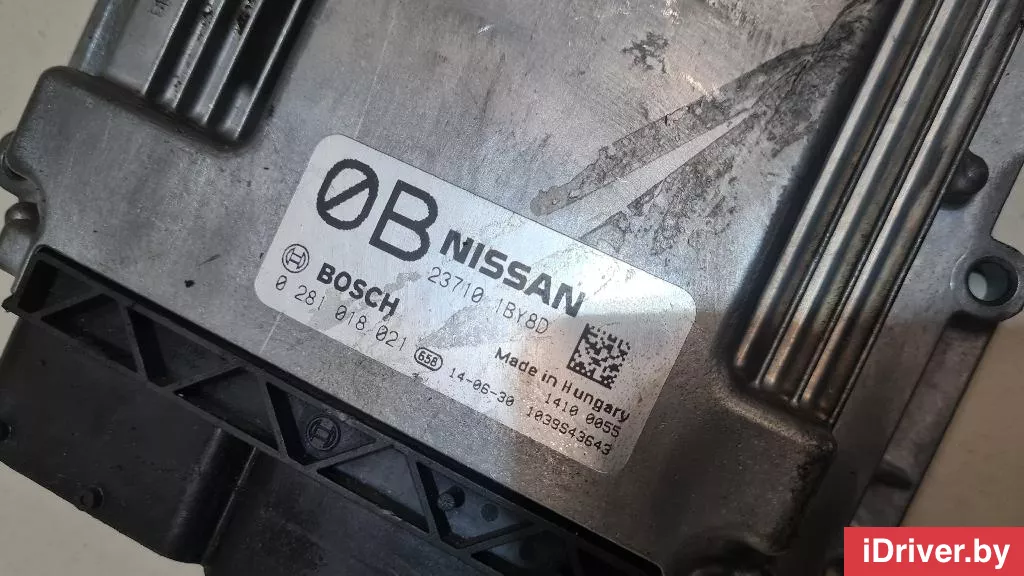 ØB NISSAN
23710 1BY8D
BOSCH
0 281 018 021
Made in Hungary
1410 0055
658 14-06-30 1039S43643
iDriver.by